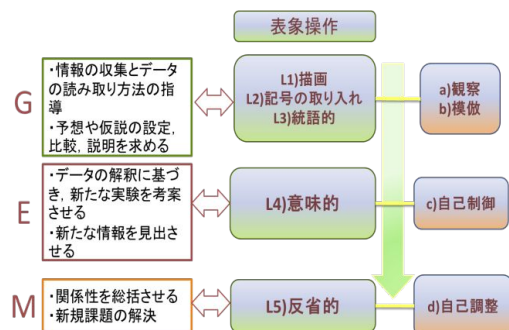 表象操作
G
・情報の収集とデータ
の読み取り方法の指
導
・予想や仮説の設定,
比較,説明を求める
L1)描画
L2)記号の取り入れ
L3)統語的
a)観察
b)模倣
E
・データの解釈に基づ
き,新たな実験を考案
させる
・新たな情報を見出さ
せる
L4)意味的
c)自己制御
M
・関係性を総括させる
・新規課題の解決
L5)反省的
d)自己調整